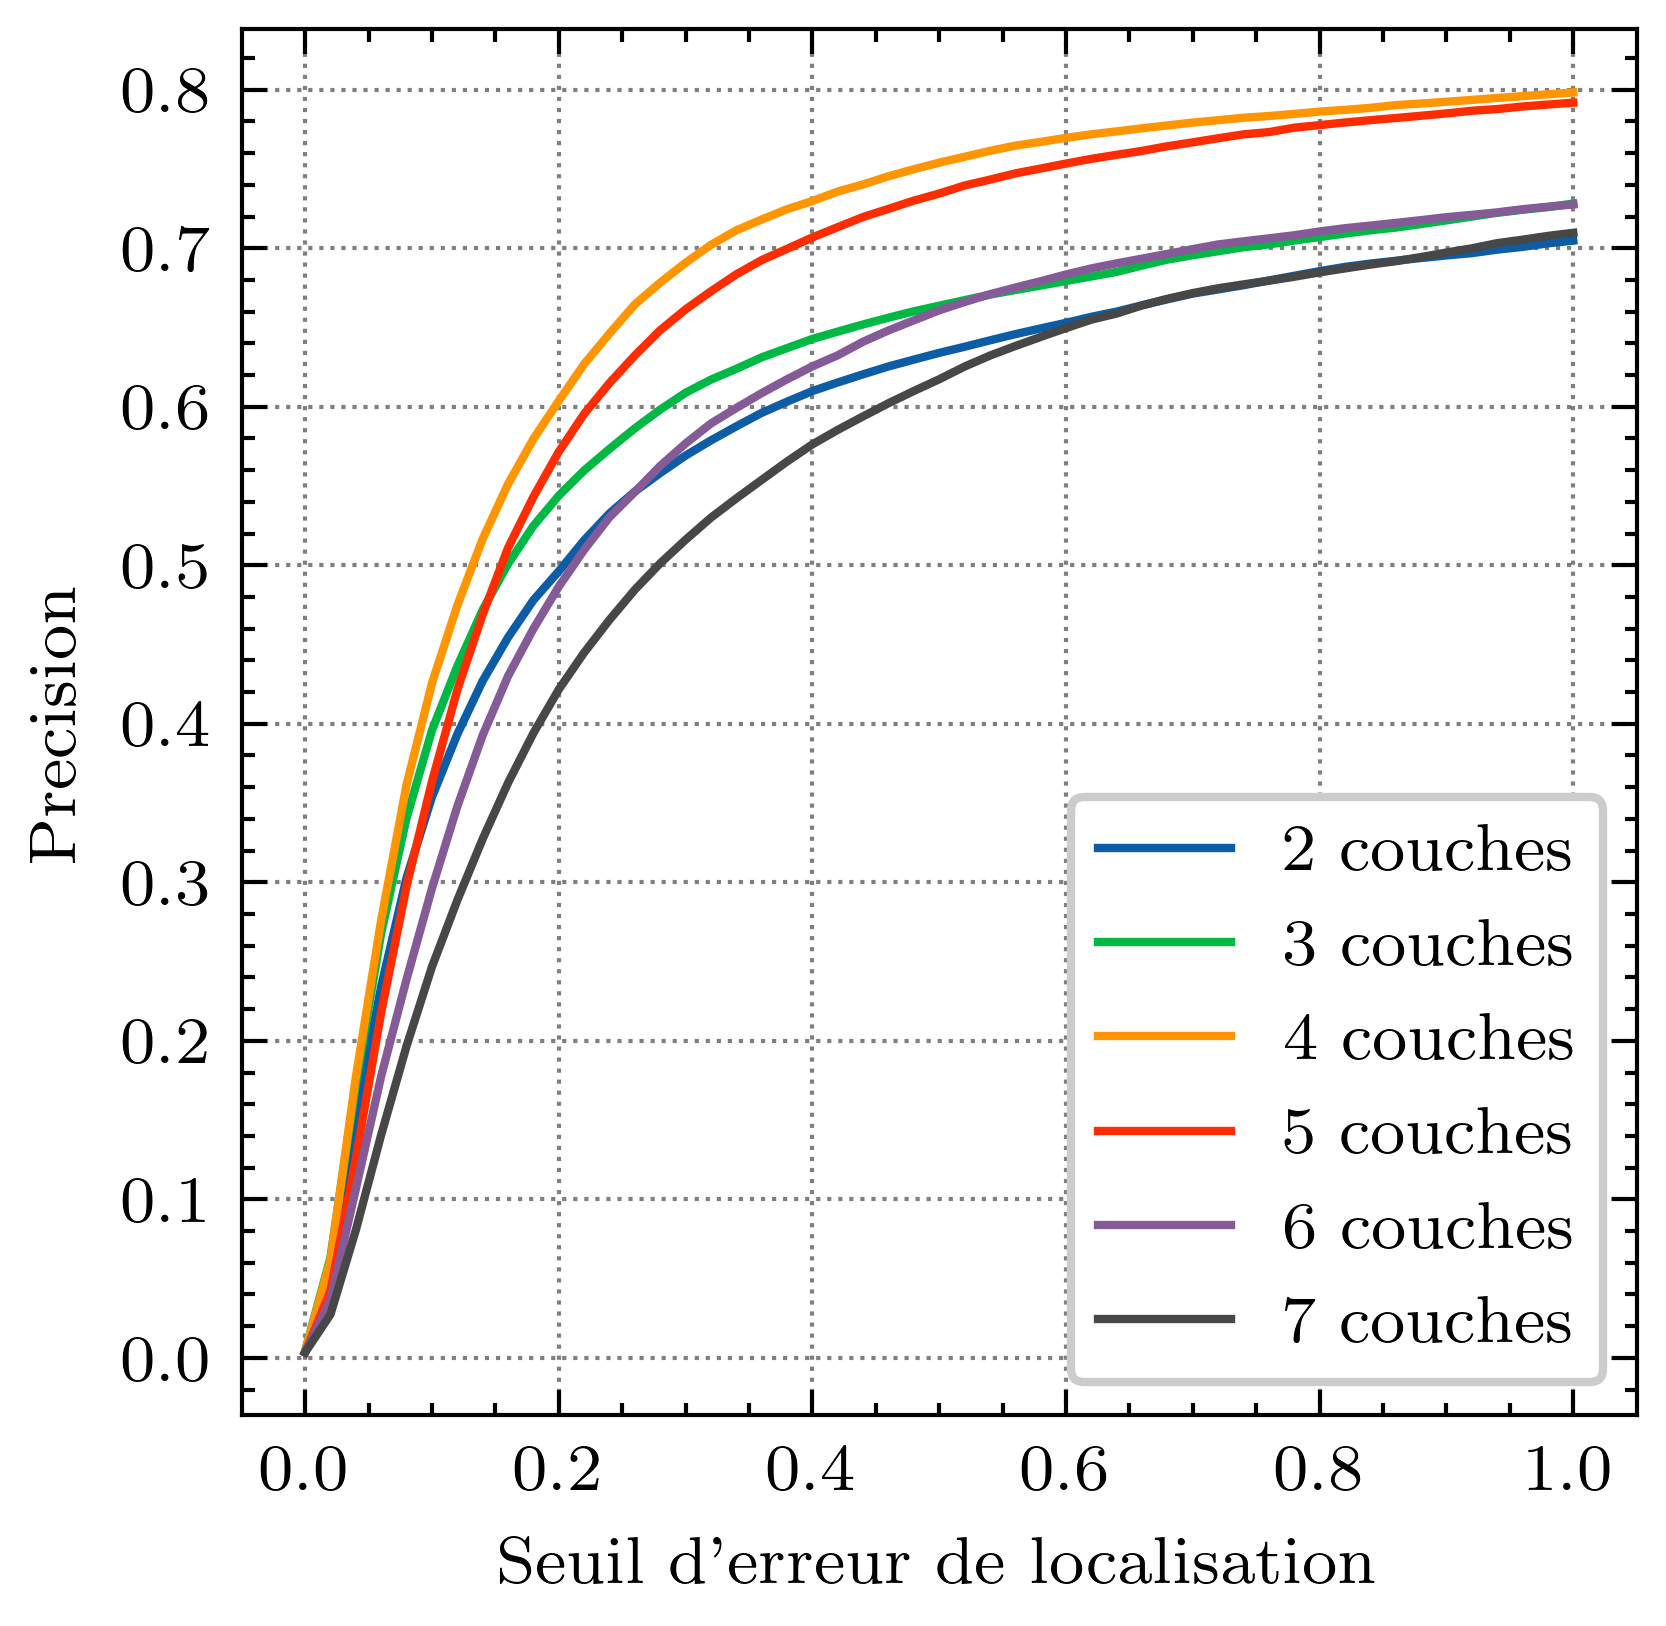 0.8
0.7
0.6
0.5
0.4
0.3
0.2
0.1
0.0
Precision
2 couches
3 couches
4 couches
5 couches
6 couches
7 couches
0.0 0.2 0.4 0.6 0.8 1.0
Seuil d'erreur de localisation